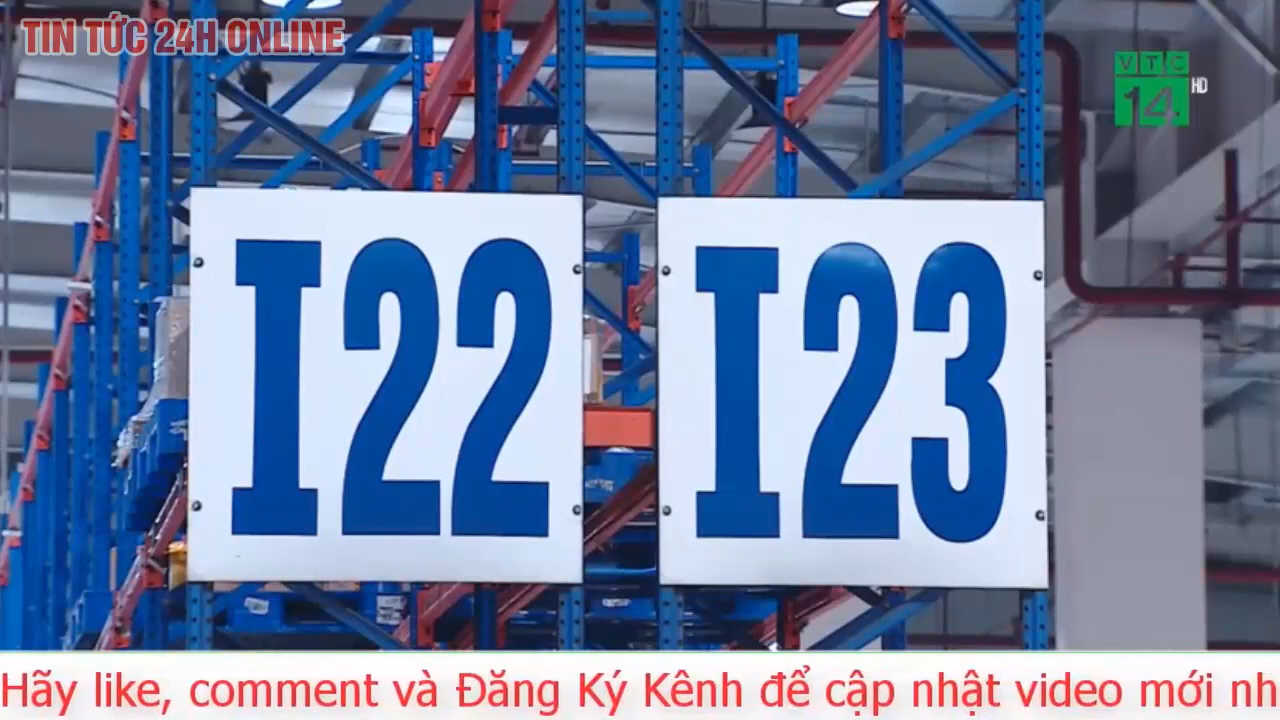 TIN TỨC 24H ONLINE
VTC
14 HD
I22
I23
Hãy like, comment và Đăng Ký Kênh để cập nhật video mới nh